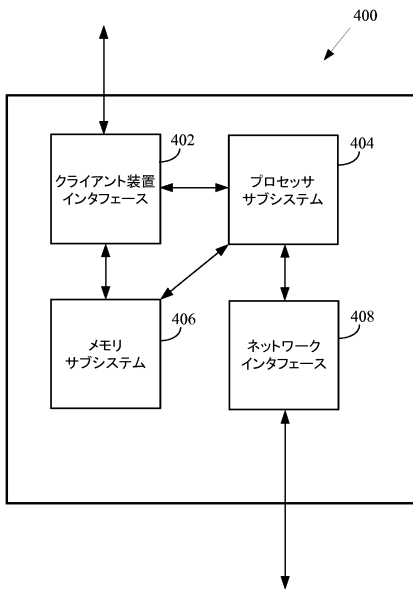 400
402
クライアント装置
インタフェース
404
プロセッサ
サブシステム
406
メモリ
サブシステム
408
ネットワーク
インタフェース